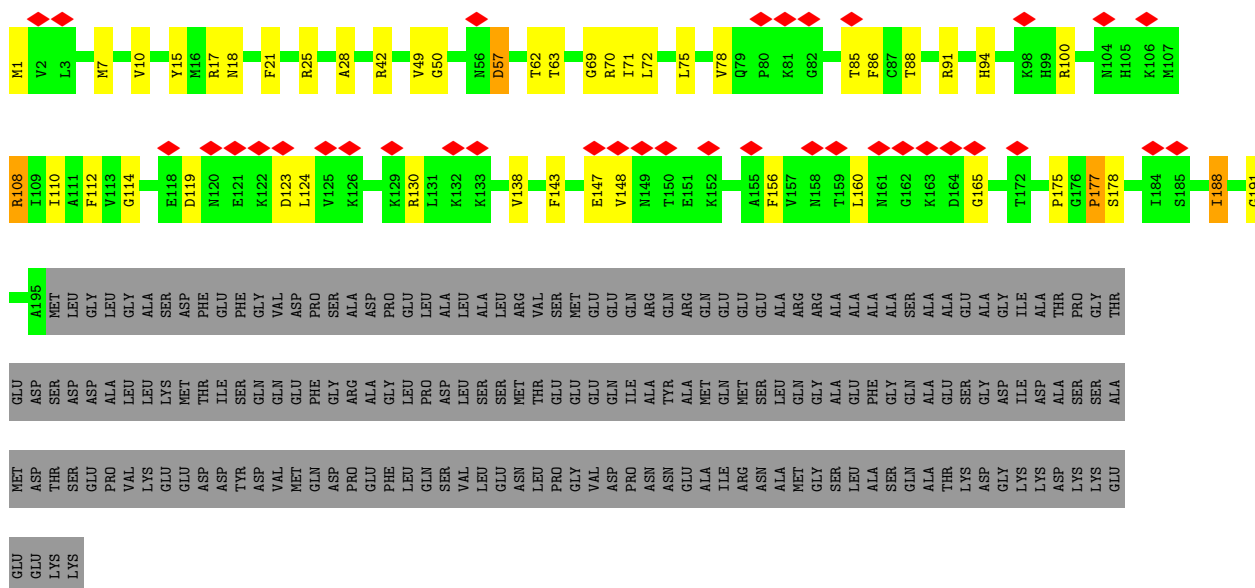 M1 V2 L3 M7 V10 Y15 M16 R17 N18 F21 R25 A28 R42 V49 G50 N56 D57 T62 T63 G69 R70 I71 L72 L75 V78 Q79 P80 K81 G82 T85 F86 C87 T88 R91 H94 K98 H99 R100 N104 H105 K106 M107
R108 I109 I110 A111 F112 V113 G114 E118 D119 N120 E121 K122 D123 L124 V125 K126 K129 R130 L131 K132 K133 V138 F143 E147 V148 N149 T150 E151 K152 A155 F156 V157 N158 T159 L160 N161 G162 K163 D164 G165 T172 P175 G176 P177 S178 I184 S185 I188 G191
A195 MET LEU GLY LEU GLY ALA SER ASP PHE GLU PHE GLY VAL ASP PRO SER ALA ASP PRO GLU LEU ALA LEU ALA LEU ARG VAL SER MET GLU GLU GLN ARG GLN ARG GLN GLU GLU GLU ALA ARG ARG ALA ALA ALA ALA SER ALA ALA GLU ALA GLY ILE ALA THR PRO GLY THR
GLU ASP SER ASP ASP ALA LEU LEU LYS MET THR ILE SER GLN GLN GLU PHE GLY ARG ALA GLY LEU PRO ASP LEU SER SER MET THR GLU GLU GLU GLN ILE ALA TYR ALA MET GLN MET SER LEU GLN GLY ALA GLU PHE GLY GLN ALA GLU SER GLY ASP ILE ASP ALA SER SER ALA
MET ASP THR SER GLU PRO VAL LYS GLU GLU ASP ASP TYR ASP VAL MET GLN ASP PRO GLU PHE LEU GLN SER VAL LEU GLU ASN LEU PRO GLY VAL ASP PRO ASN ASN GLU ALA ILE ARG ASN ALA MET GLY SER LEU ALA SER GLN ALA THR LYS ASP GLY LYS LYS ASP LYS LYS GLU
GLU GLU LYS LYS